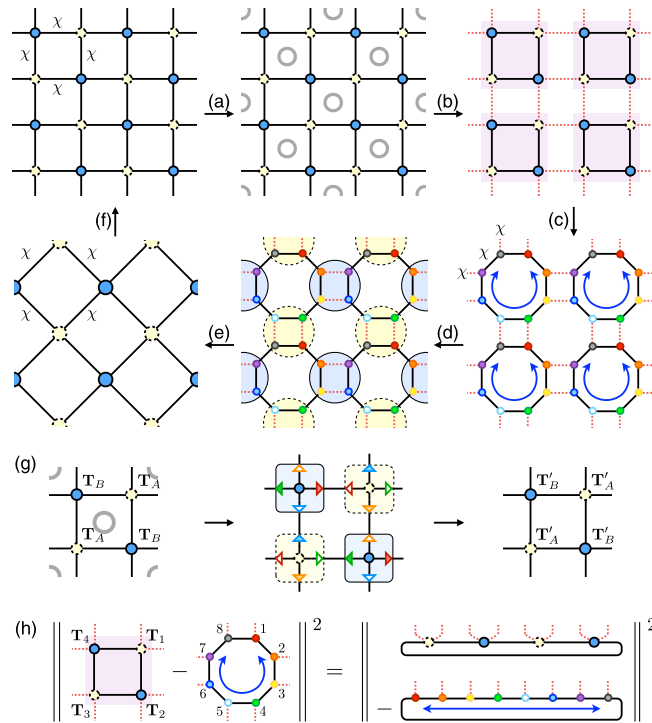 χ
χ χ
χ
(a)
(b)
(f)
(c)
χ χ
χ χ
χ
χ
(e)
(d)
(g)
T_B T_A
T_A T_B
T'_B T'_A
T'_A T'_B
(h)
T_4 T_1
T_3 T_2
−
8 1
7 2
6 3
5 4
2
=
−
2